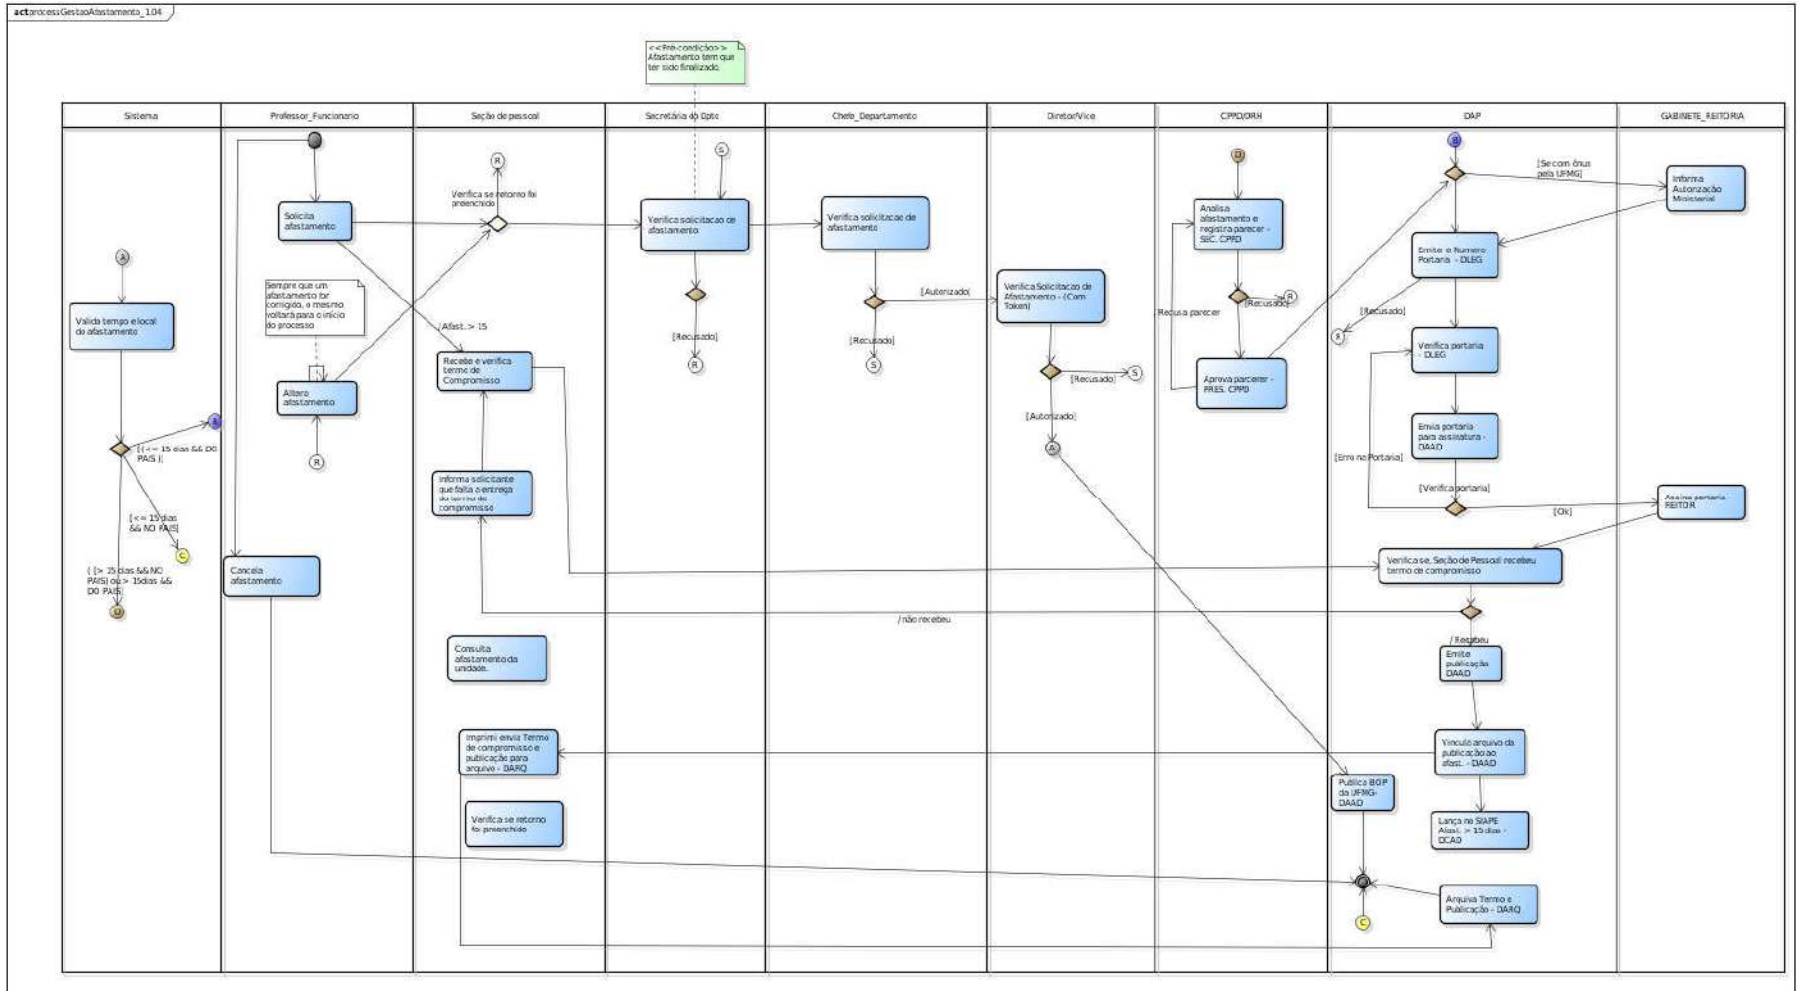 act processGestaoAfastamento_1.04
<<Pré-condição>>
Afastamento tem que
ter sido finalizado.
Sistema
Professor_Funcionario
Seção de pessoal
Secretária do Dpto
Chefe_Departamento
Diretor/Vice
CPPD/DRH
DAP
GABINETE_REITORIA
A
Valida tempo e local
do afastamento
B
[(<= 15 dias && DO
PAIS )]
[<= 15 dias
&& NO PAIS]
C
( [> 15 dias && NO
PAIS) ou > 15dias &&
DO PAIS]
D
Solicita
afastamento
Sempre que um
afastamento for
corrigido, o mesmo
voltará para o início
do processo
Altera
afastamento
R
Cancela
afastamento
R
Verifica se retorno foi
preenchido
/Afast. > 15
Recebe e verifica
termo de
Compromisso
Informa solicitante
que falta a entrega
do termo de
compromisso
Consulta
afastamento da
unidade.
Imprimi envia Termo
de compromisso e
publicação para
arquivo - DARQ
Verifica se retorno
foi preenchido
S
Verifica solicitacao de
afastamento
[Recusado]
R
Verifica solicitacao de
afastamento
[Autorizado]
[Recusado]
S
/ não recebeu
Verifica Solicitacao de
Afastamento - (Com
Token)
[Recusado]
S
[Autorizado]
A
D
Analisa
afastamento e
registra parecer -
SEC. CPPD
[Recusado]
R
/Recusa parecer
Aprova parcerer -
PRES. CPPD
B
[Se com ônus
pela UFMG]
Emite o Numero
Portaria - DLEG
[Recusado]
R
Verifica portaria
- DLEG
Envia portaria
para assinatura -
DAAD
[Erro na Portaria]
[Verifica portaria]
[Ok]
Verifica se, Seção de Pessoal recebeu
termo de compromisso
/ Recebeu
Emite
publicação
DAAD
Vincula arquivo da
publicação ao
afast. - DAAD
Publica BOP
da UFMG-
DAAD
Lança no SIAPE
Afast. > 15 dias -
DCAD
Arquiva Termo e
Publicação - DARQ
C
Informa
Autorização
Ministerial
Assina portaria
REITOR